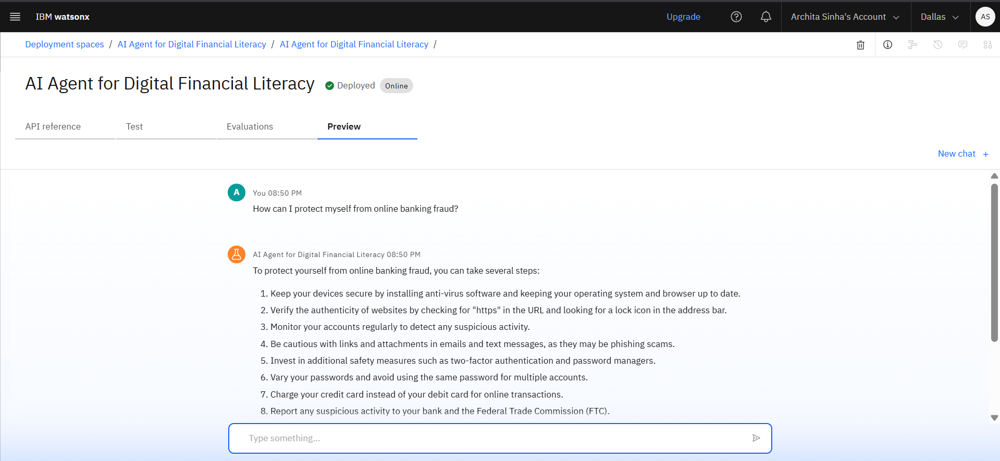 IBM watsonx
Upgrade
Archita Sinha's Account
Dallas
AS
Deployment spaces / AI Agent for Digital Financial Literacy / AI Agent for Digital Financial Literacy /
AI Agent for Digital Financial Literacy
Deployed
Online
API reference
Test
Evaluations
Preview
New chat +
A
You 08:50 PM
How can I protect myself from online banking fraud?
AI Agent for Digital Financial Literacy 08:50 PM
To protect yourself from online banking fraud, you can take several steps:
1. Keep your devices secure by installing anti-virus software and keeping your operating system and browser up to date.
2. Verify the authenticity of websites by checking for "https" in the URL and looking for a lock icon in the address bar.
3. Monitor your accounts regularly to detect any suspicious activity.
4. Be cautious with links and attachments in emails and text messages, as they may be phishing scams.
5. Invest in additional safety measures such as two-factor authentication and password managers.
6. Vary your passwords and avoid using the same password for multiple accounts.
7. Charge your credit card instead of your debit card for online transactions.
8. Report any suspicious activity to your bank and the Federal Trade Commission (FTC).
Type something...